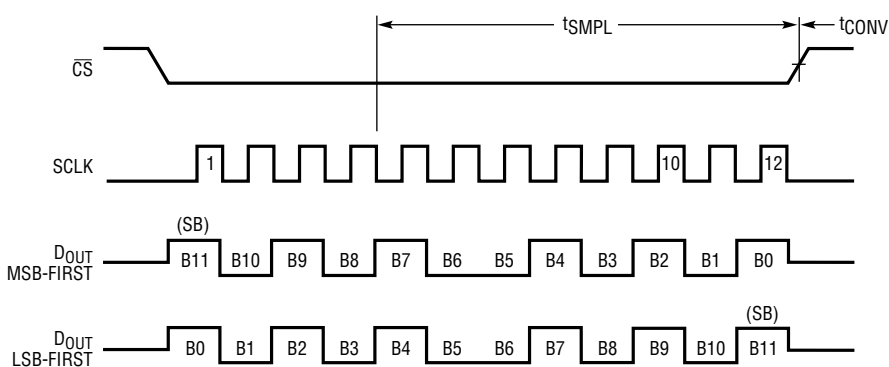 tSMPL
tCONV
C̅S̅
SCLK
1 10 12
(SB)
DOUT
MSB-FIRST
B11 B10 B9 B8 B7 B6 B5 B4 B3 B2 B1 B0
(SB)
DOUT
LSB-FIRST
B0 B1 B2 B3 B4 B5 B6 B7 B8 B9 B10 B11